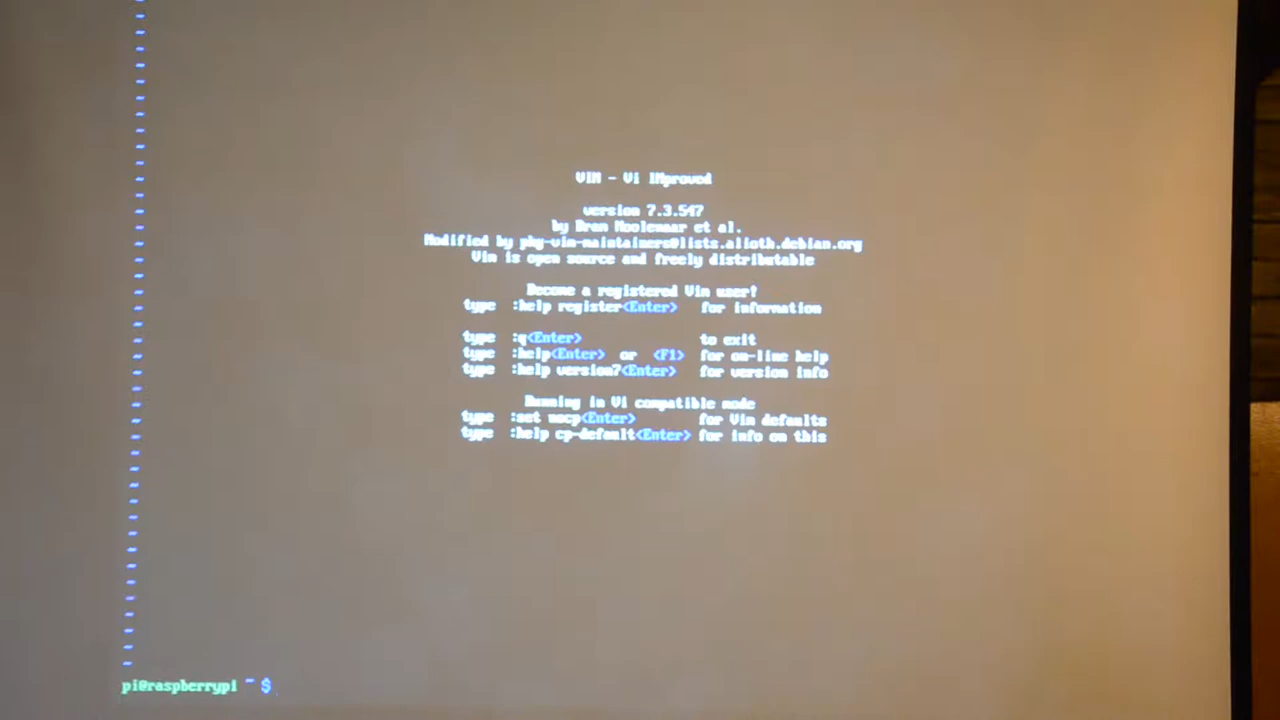 ~
~
~
~
~
~
~
~
~
~
~ VIM - Vi IMproved
~
~ version 7.3.547
~ by Bram Moolenaar et al.
~ Modified by pkg-vim-maintainers@lists.alioth.debian.org
~ Vim is open source and freely distributable
~
~ Become a registered Vim user!
~ type :help register<Enter> for information
~
~ type :q<Enter> to exit
~ type :help<Enter> or <F1> for on-line help
~ type :help version7<Enter> for version info
~
~ Running in Vi compatible mode
~ type :set nocp<Enter> for Vim defaults
~ type :help cp-default<Enter> for info on this
~
~
~
~
~
~
~
~
~
~
~
~
~
~
pi@raspberrypi ~ $